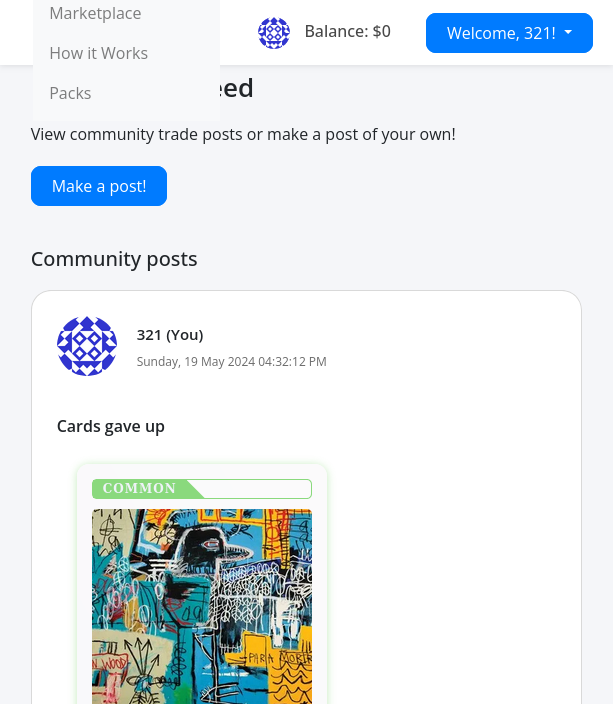 Marketplace
How it Works
Packs
Balance: $0
Welcome, 321!
eed
View community trade posts or make a post of your own!
Make a post!
Community posts
321 (You)
Sunday, 19 May 2024 04:32:12 PM
Cards gave up
COMMON
PARA MORIR